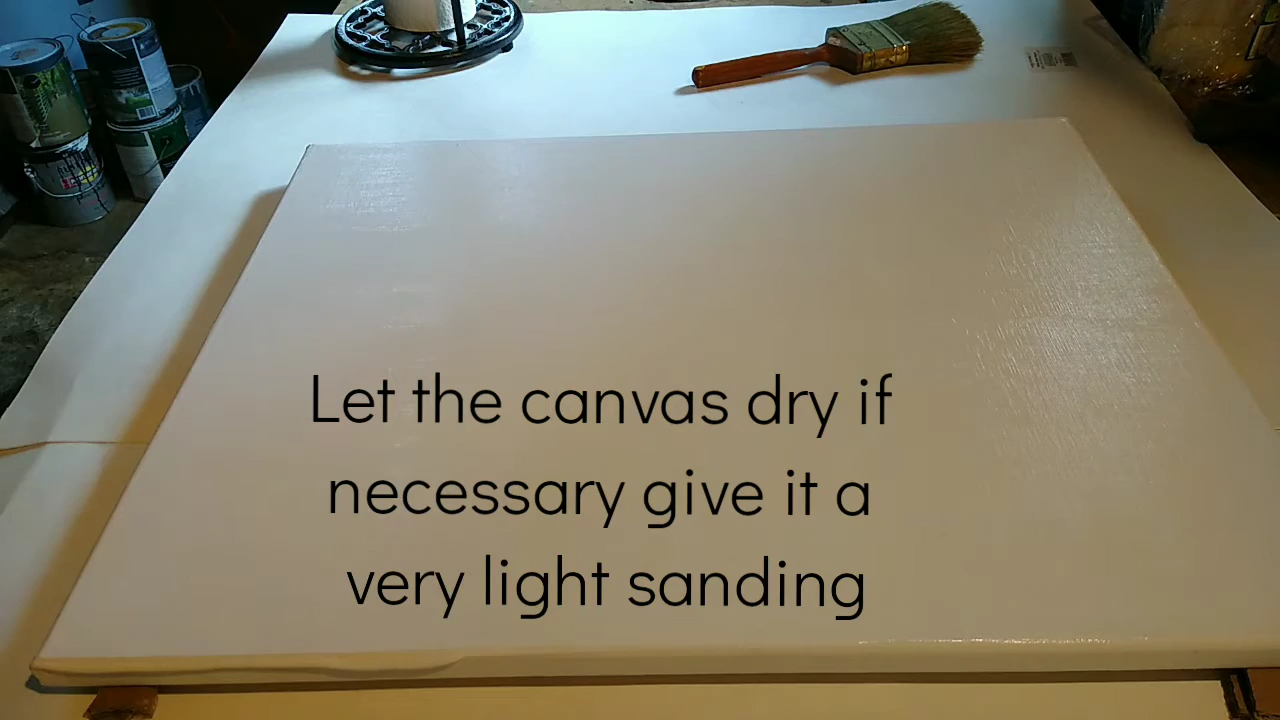 Let the canvas dry if
necessary give it a
very light sanding